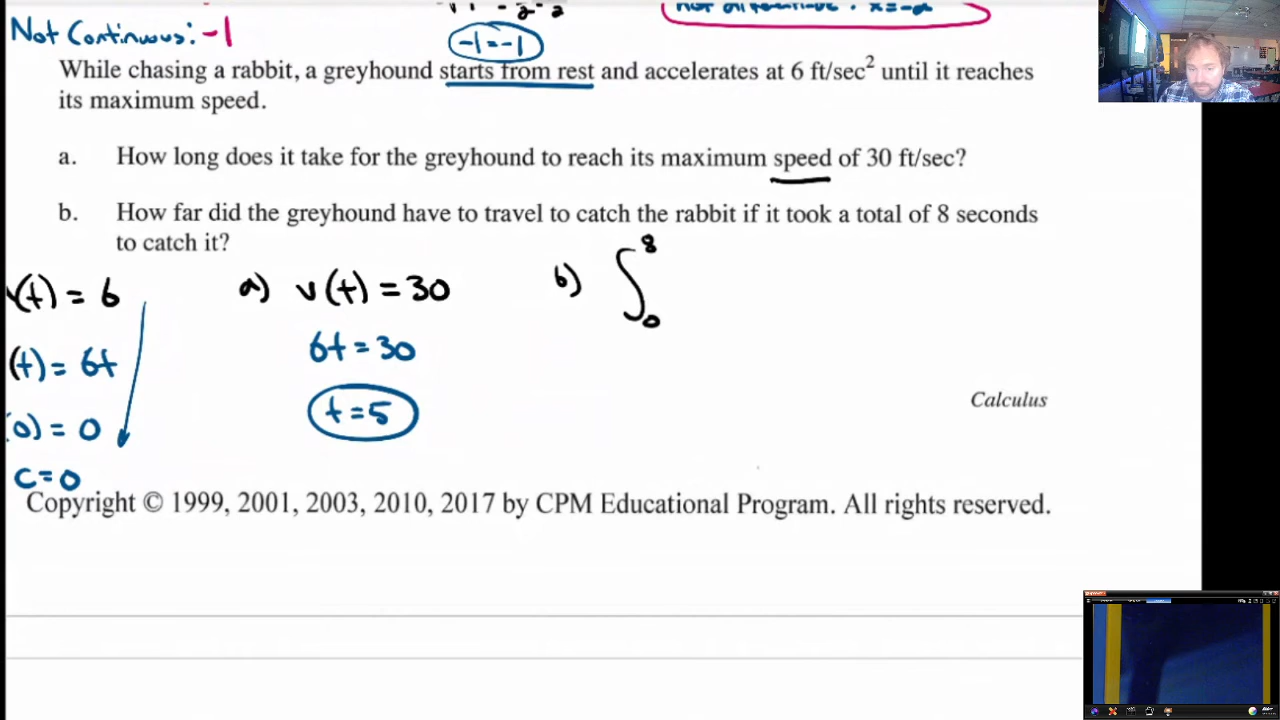 Not Continuous: -1
-1 = -1
While chasing a rabbit, a greyhound starts from rest and accelerates at 6 ft/sec² until it reaches
its maximum speed.
a. How long does it take for the greyhound to reach its maximum speed of 30 ft/sec?
b. How far did the greyhound have to travel to catch the rabbit if it took a total of 8 seconds
to catch it?
(t) = 6
(t) = 6t
(0) = 0
c=0
a) v(t) = 30
6t = 30
t = 5
b) ∫₀⁸
Calculus
Copyright © 1999, 2001, 2003, 2010, 2017 by CPM Educational Program. All rights reserved.